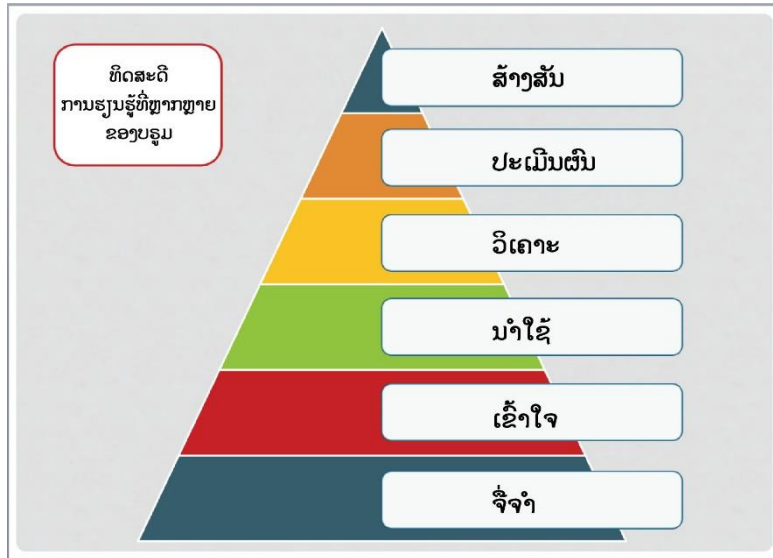 ທິດສະດີ
ການຮຽນຮູ້ທີ່ຫຼາກຫຼາຍ
ຂອງບຣູມ
ສ້າງສັນ
ປະເມີນຜົນ
ວິເຄາະ
ນຳໃຊ້
ເຂົ້າໃຈ
ຈື່ຈຳ